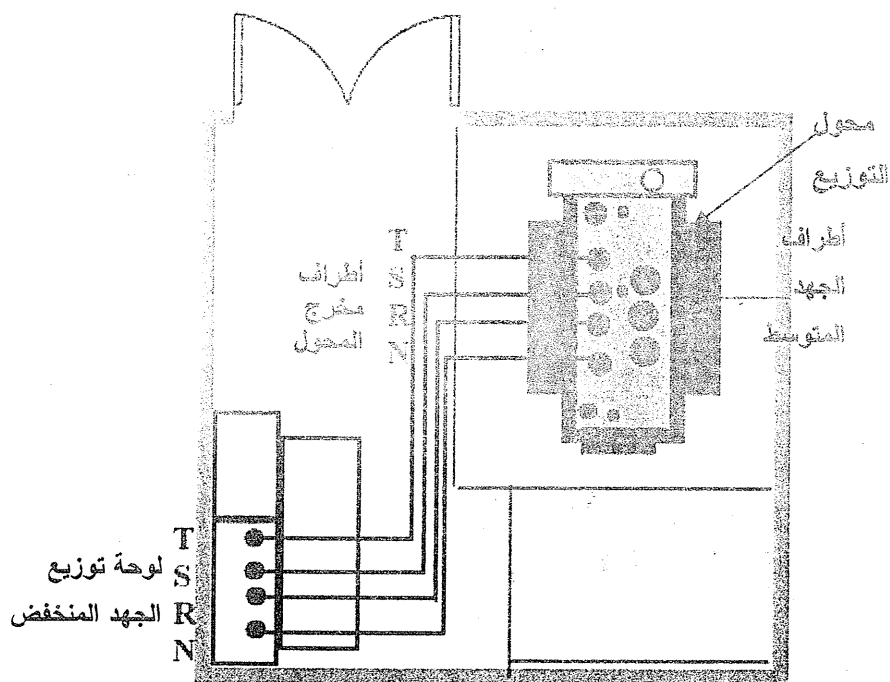 محول
التوزيع
أطراف
الجهد
المتوسط
T
S
R
N
أطراف
مخرج
المحول
T
S
R
N
لوحة توزيع
الجهد المنخفض